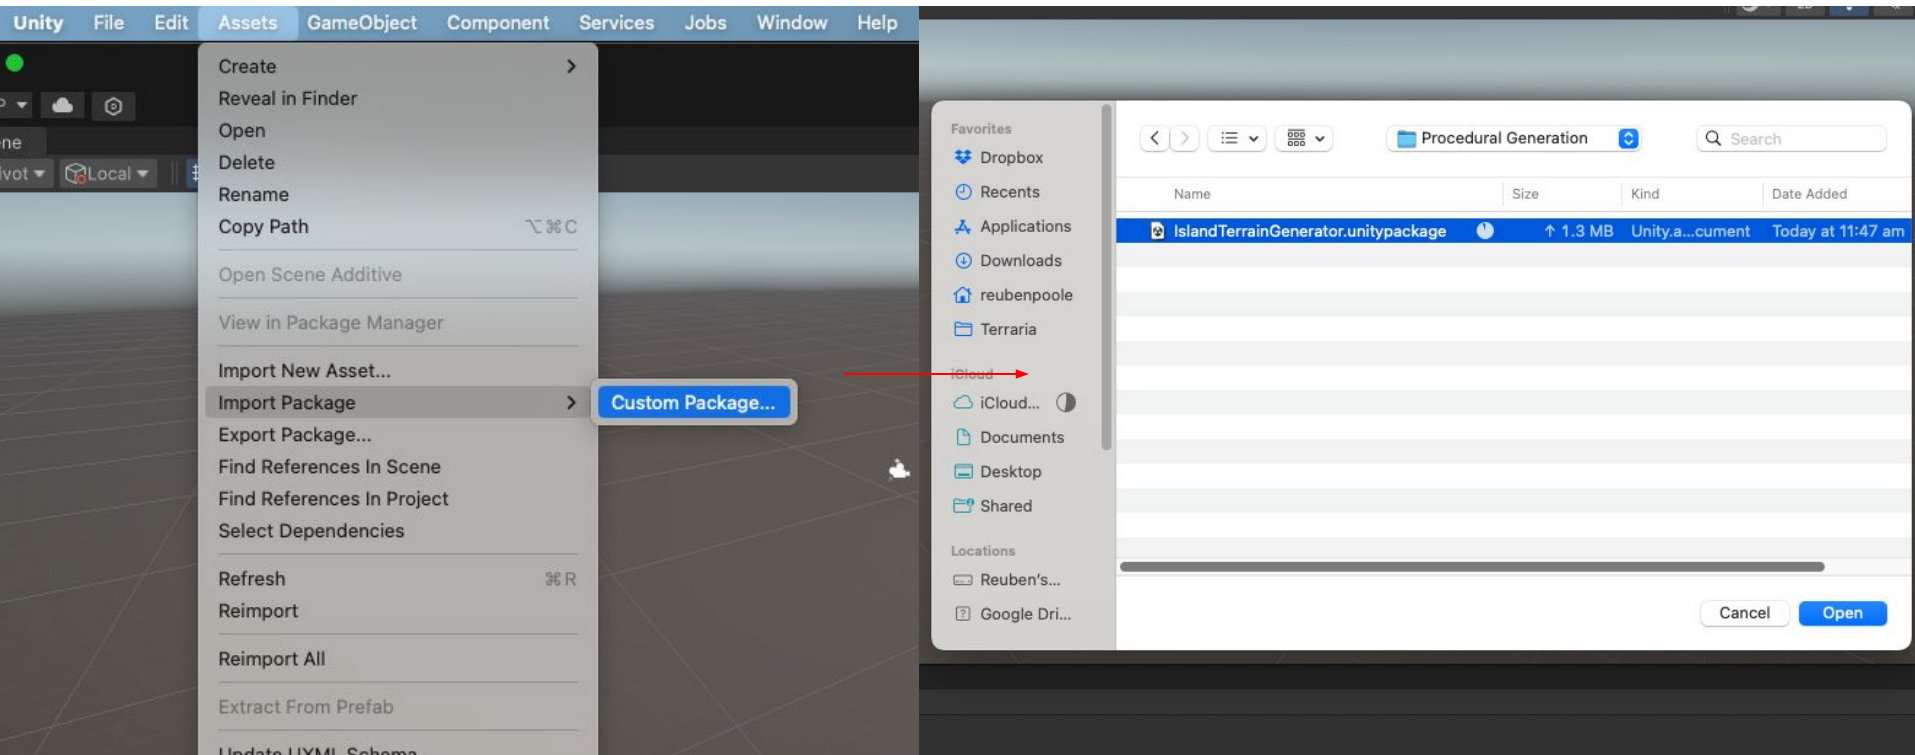 Unity File Edit Assets GameObject Component Services Jobs Window Help
Create
Reveal in Finder
Open
Delete
Rename
Copy Path ⌥⌘C
Open Scene Additive
View in Package Manager
Import New Asset...
Import Package
Custom Package...
Export Package...
Find References In Scene
Find References In Project
Select Dependencies
Refresh ⌘R
Reimport
Reimport All
Extract From Prefab
Update UXML Schema
Local
Favorites
Dropbox
Recents
Applications
Downloads
reubenpoole
Terraria
iCloud
iCloud...
Documents
Desktop
Shared
Locations
Reuben's...
Google Dri...
Procedural Generation
Search
Name Size Kind Date Added
IslandTerrainGenerator.unitypackage ↑ 1.3 MB Unity.a...cument Today at 11:47 am
Cancel Open